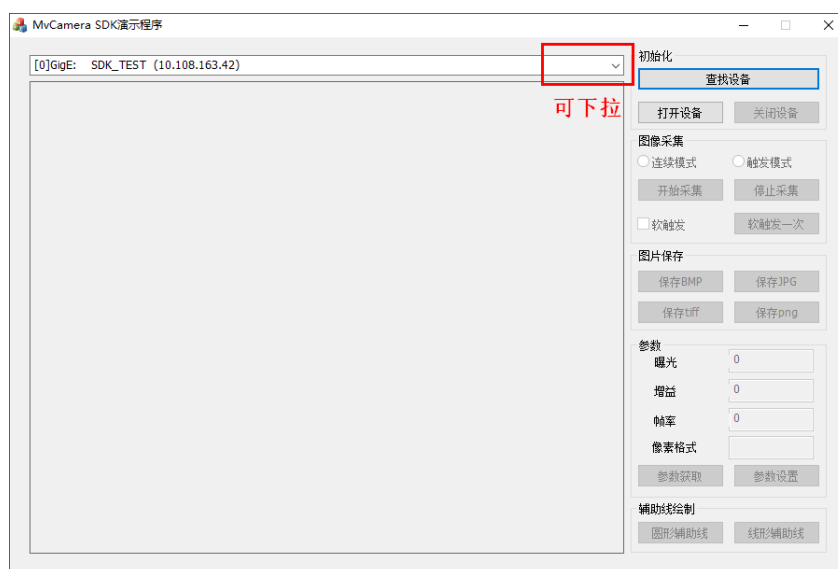 MvCamera SDK演示程序
[0]GigE: SDK_TEST (10.108.163.42)
可下拉
初始化
查找设备
打开设备 关闭设备
图像采集
连续模式 触发模式
开始采集 停止采集
软触发 软触发一次
图片保存
保存BMP 保存JPG
保存tiff 保存png
参数
曝光 0
增益 0
帧率 0
像素格式
参数获取 参数设置
辅助线绘制
圆形辅助线 线形辅助线